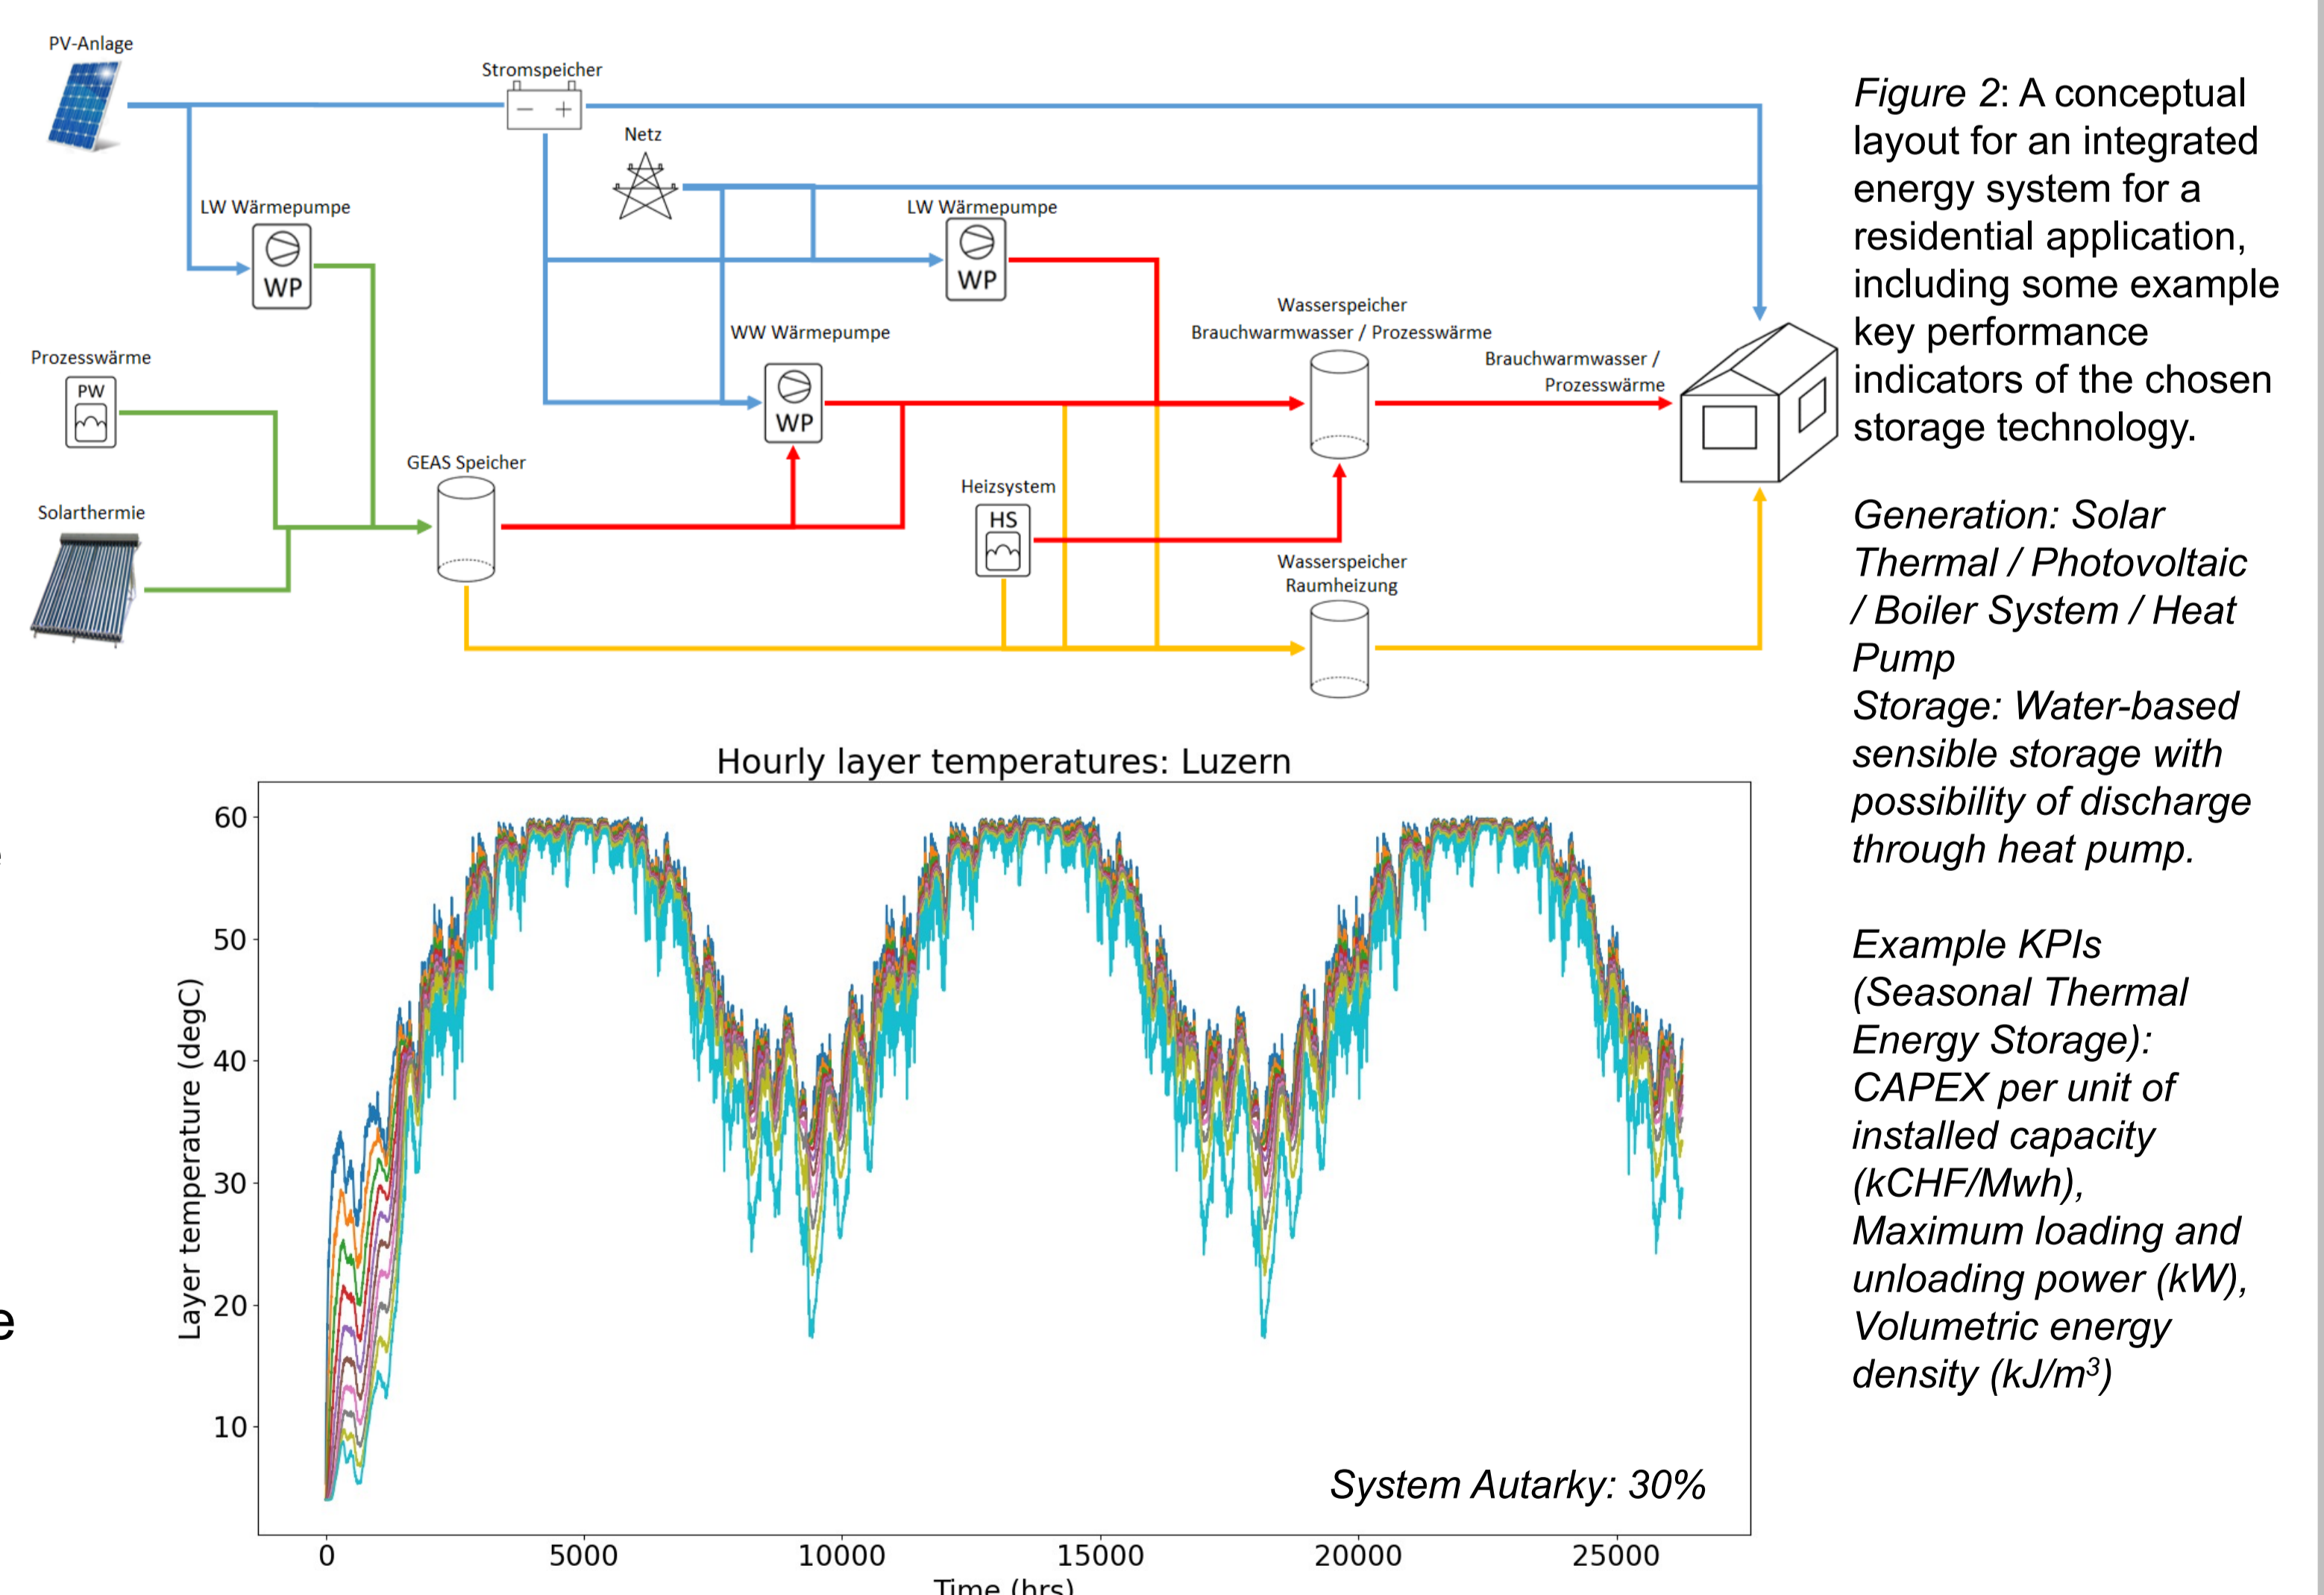 PV-Anlage
Stromspeicher
− +
Netz
LW Wärmepumpe
WP
LW Wärmepumpe
WP
Prozesswärme
PW
WW Wärmepumpe
WP
Wasserspeicher
Brauchwarmwasser / Prozesswärme
Brauchwarmwasser /
Prozesswärme
GEAS Speicher
Solarthermie
Heizsystem
HS
Wasserspeicher
Raumheizung
Figure 2: A conceptual
layout for an integrated
energy system for a
residential application,
including some example
key performance
indicators of the chosen
storage technology.
Generation: Solar
Thermal / Photovoltaic
/ Boiler System / Heat
Pump
Storage: Water-based
sensible storage with
possibility of discharge
through heat pump.
Example KPIs
(Seasonal Thermal
Energy Storage):
CAPEX per unit of
installed capacity
(kCHF/Mwh),
Maximum loading and
unloading power (kW),
Volumetric energy
density (kJ/m³)
Hourly layer temperatures: Luzern
Layer temperature (degC)
60
50
40
30
20
10
System Autarky: 30%
0 5000 10000 15000 20000 25000
Time (hrs)
e